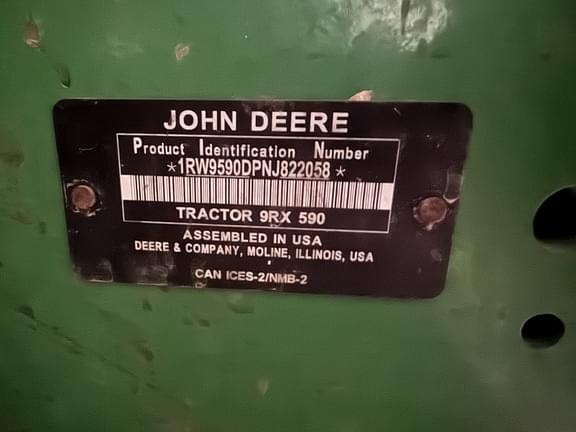 JOHN DEERE
Product Identification Number
*1RW9590DPNJ822058*
TRACTOR 9RX 590
ASSEMBLED IN USA
DEERE & COMPANY, MOLINE, ILLINOIS, USA
CAN ICES-2/NMB-2